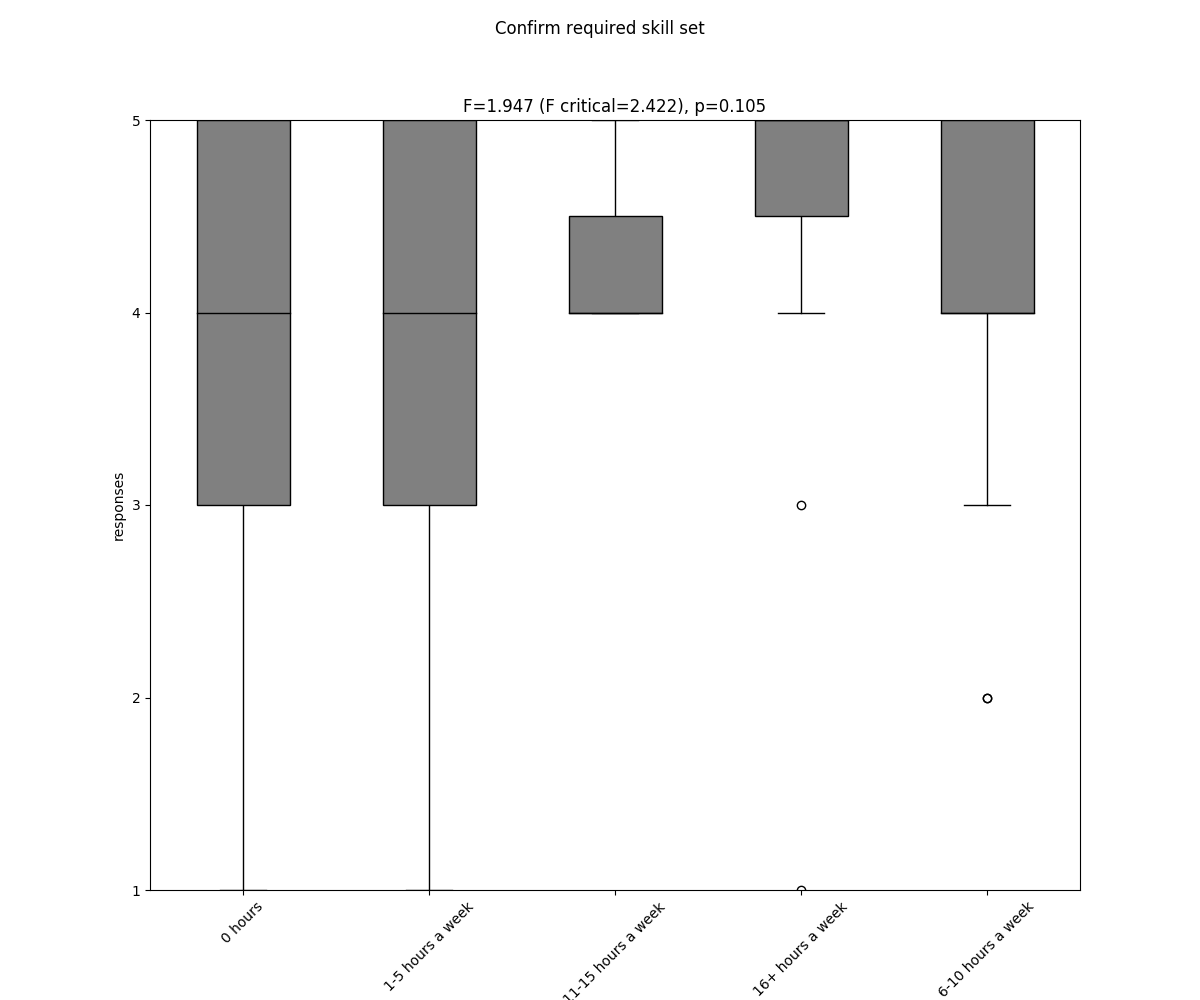 Confirm required skill set
F=1.947 (F critical=2.422), p=0.105
5
4
3
2
1
responses
0 hours
1-5 hours a week
11-15 hours a week
16+ hours a week
6-10 hours a week